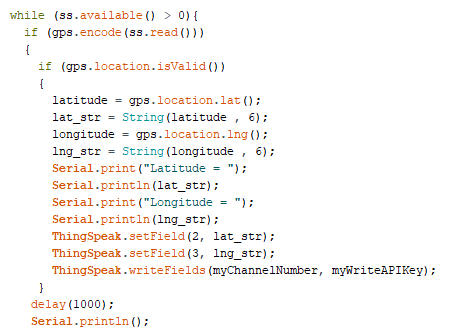 while (ss.available() > 0){
  if (gps.encode(ss.read()))
  {
    if (gps.location.isValid())
    {
      latitude = gps.location.lat();
      lat_str = String(latitude , 6);
      longitude = gps.location.lng();
      lng_str = String(longitude , 6);
      Serial.print("Latitude = ");
      Serial.println(lat_str);
      Serial.print("Longitude = ");
      Serial.println(lng_str);
      ThingSpeak.setField(2, lat_str);
      ThingSpeak.setField(3, lng_str);
      ThingSpeak.writeFields(myChannelNumber, myWriteAPIKey);
    }
   delay(1000);
   Serial.println();